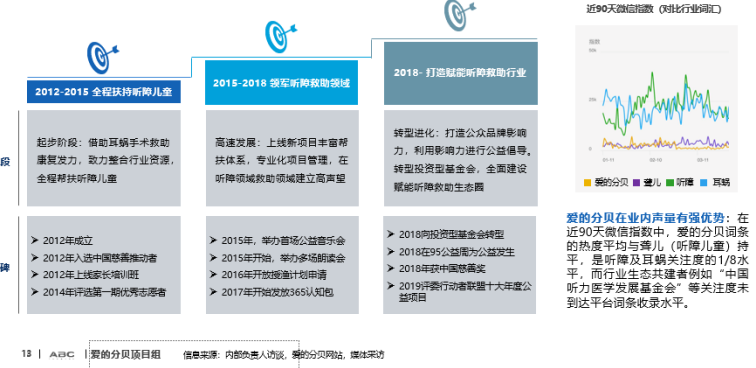 2012-2015 全程扶持听障儿童
2015-2018 领军听障救助领域
2018- 打造赋能听障救助行业
段
起步阶段：借助耳蜗手术救助
康复发力，致力整合行业资源，
全程帮扶听障儿童
高速发展：上线新项目丰富帮
扶体系，专业化项目管理，在
听障领域救助领域建立高声望
转型进化：打造公众品牌影响
力，利用影响力进行公益倡导。
转型投资型基金会，全面建设
赋能听障救助生态圈
碑
➤ 2012年成立
➤ 2012年入选中国慈善推动者
➤ 2012年上线家长培训班
➤ 2014年评选第一期优秀志愿者
➤ 2015年，举办首场公益音乐会
➤ 2015年开始，举办多场朗读会
➤ 2016年开放授渔计划申请
➤ 2017年开始发放365认知包
➤ 2018向投资型基金会转型
➤ 2018在95公益周为公益发生
➤ 2018年获中国慈善奖
➤ 2019评委行动者联盟十大年度公
益项目
近90天微信指数（对比行业词汇）
指数
50k
25k
0
01-11
02-10
03-11
爱的分贝 聋儿 听障 耳蜗
爱的分贝在业内声量有强优势：在
近90天微信指数中，爱的分贝词条
的热度平均与聋儿（听障儿童）持
平，是听障及耳蜗关注度的1/8水
平，而行业生态共建者例如“中国
听力医学发展基金会”等关注度未
到达平台词条收录水平。
13 | ABC | 爱的分贝项目组 信息来源：内部负责人访谈，爱的分贝网站，媒体采访